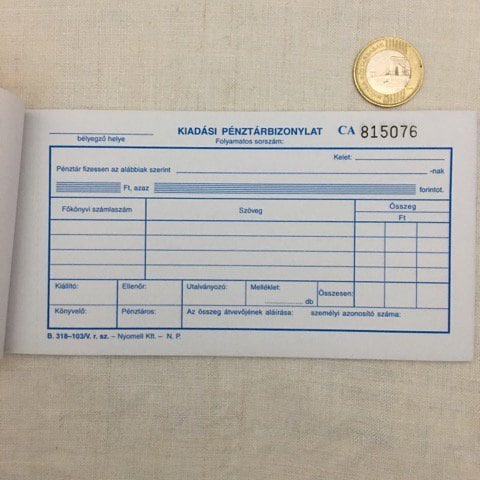 KIADÁSI PÉNZTÁRBIZONYLAT CA 815076
bélyegző helye Folyamatos sorszám:
Kelet:
Pénztár fizessen az alábbiak szerint -nak
Ft, azaz forintot.
Főkönyvi számlaszám Szöveg Összeg
Ft
Kiállító: Ellenőr: Utalványozó: Melléklet: Összesen:
db
Könyvelő: Pénztáros: Az összeg átvevőjének aláírása: személyi azonosító száma:
B. 318–103/V. r. sz. – Nyomell Kft. – N. P.